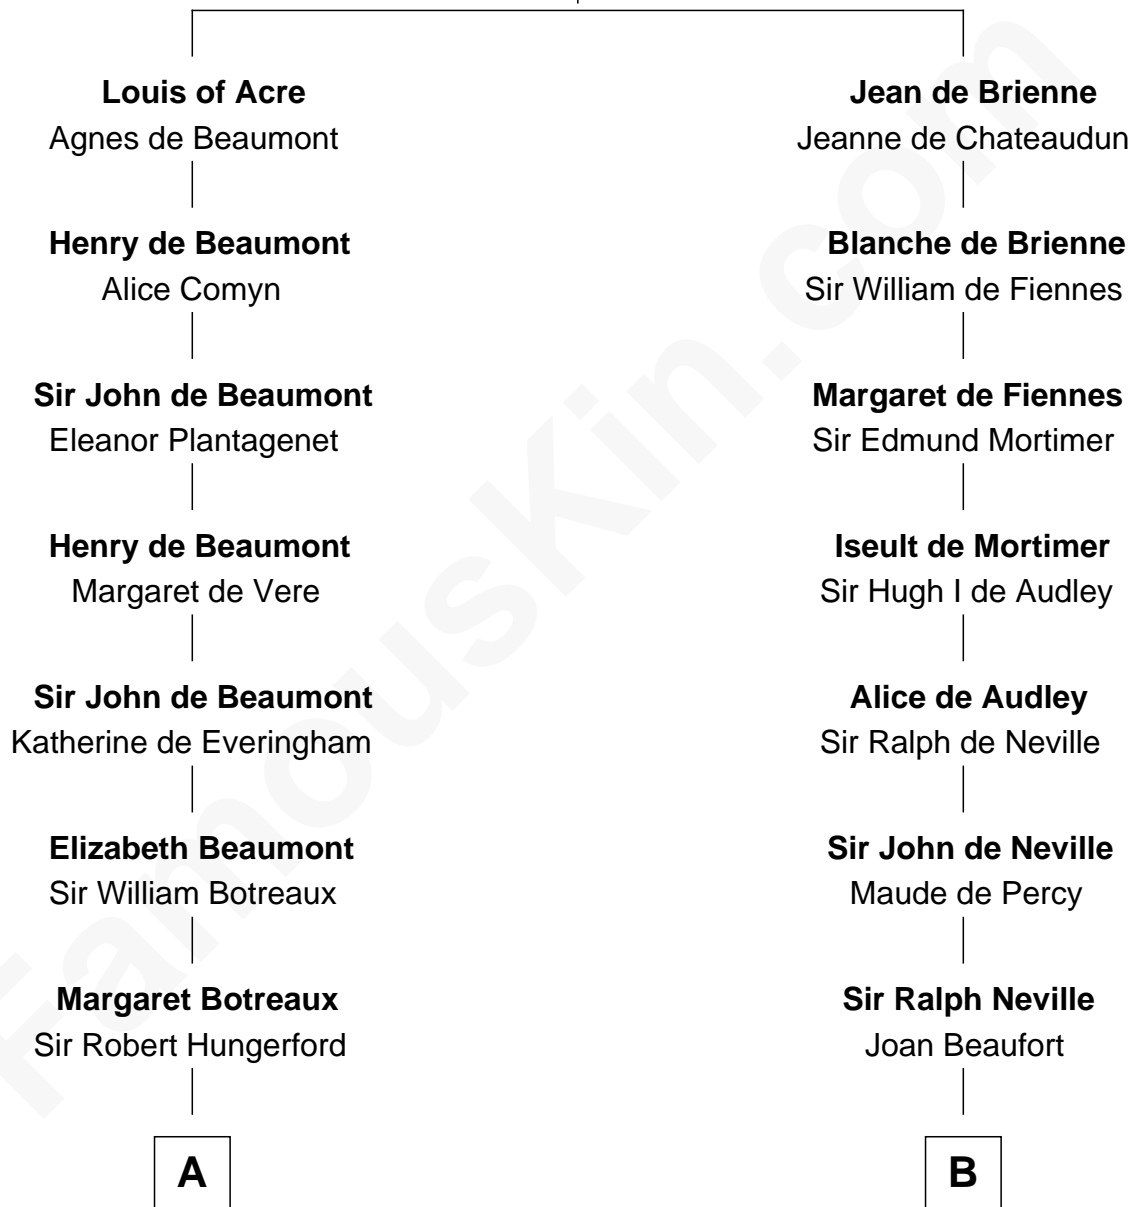 Louis of Acre
Agnes de Beaumont
Henry de Beaumont
Alice Comyn
Sir John de Beaumont
Eleanor Plantagenet
Henry de Beaumont
Margaret de Vere
Sir John de Beaumont
Katherine de Everingham
Elizabeth Beaumont
Sir William Botreaux
Margaret Botreaux
Sir Robert Hungerford
A
Jean de Brienne
Jeanne de Chateaudun
Blanche de Brienne
Sir William de Fiennes
Margaret de Fiennes
Sir Edmund Mortimer
Iseult de Mortimer
Sir Hugh I de Audley
Alice de Audley
Sir Ralph de Neville
Sir John de Neville
Maude de Percy
Sir Ralph Neville
Joan Beaufort
B
FamousKin.com